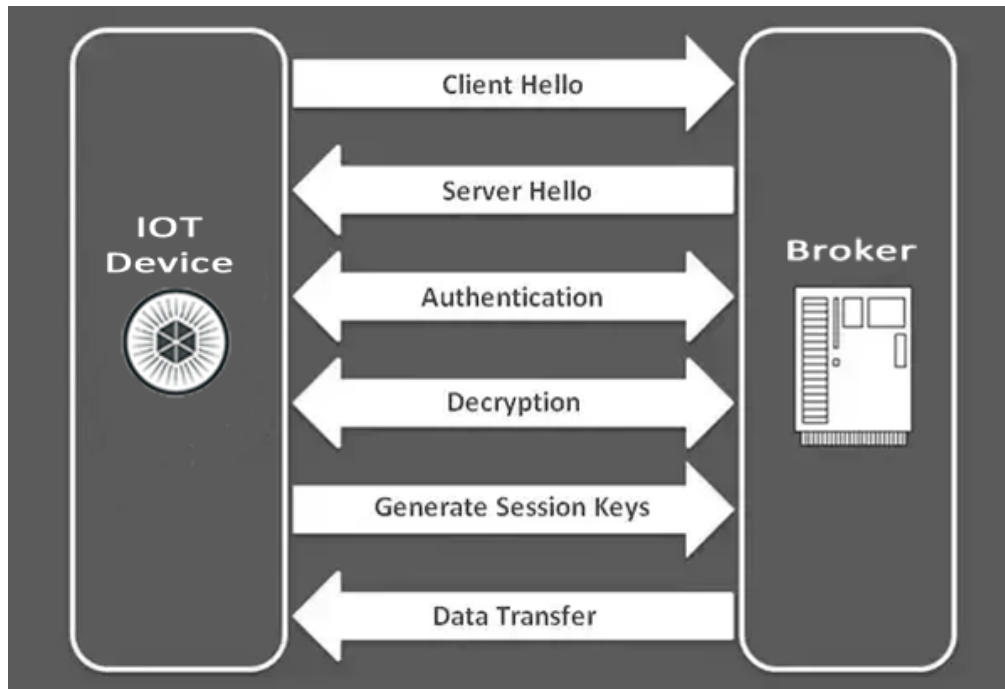 Client Hello
Server Hello
IOT
Device
Broker
Authentication
Decryption
Generate Session Keys
Data Transfer